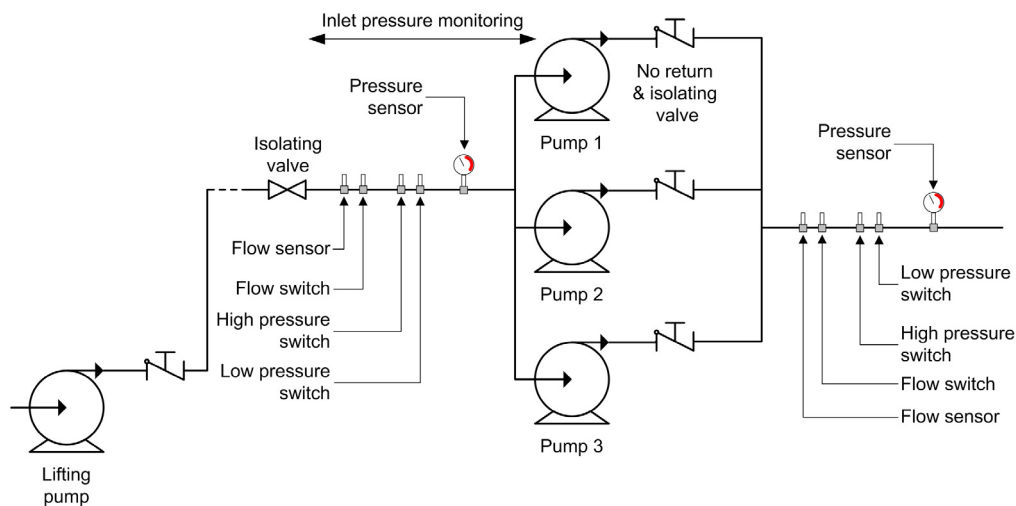 Inlet pressure monitoring
Pressure
sensor
No return
& isolating
valve
Isolating
valve
Pump 1
Pressure
sensor
Flow sensor
Flow switch
High pressure
switch
Low pressure
switch
Pump 2
Low pressure
switch
High pressure
switch
Flow switch
Flow sensor
Pump 3
Lifting
pump